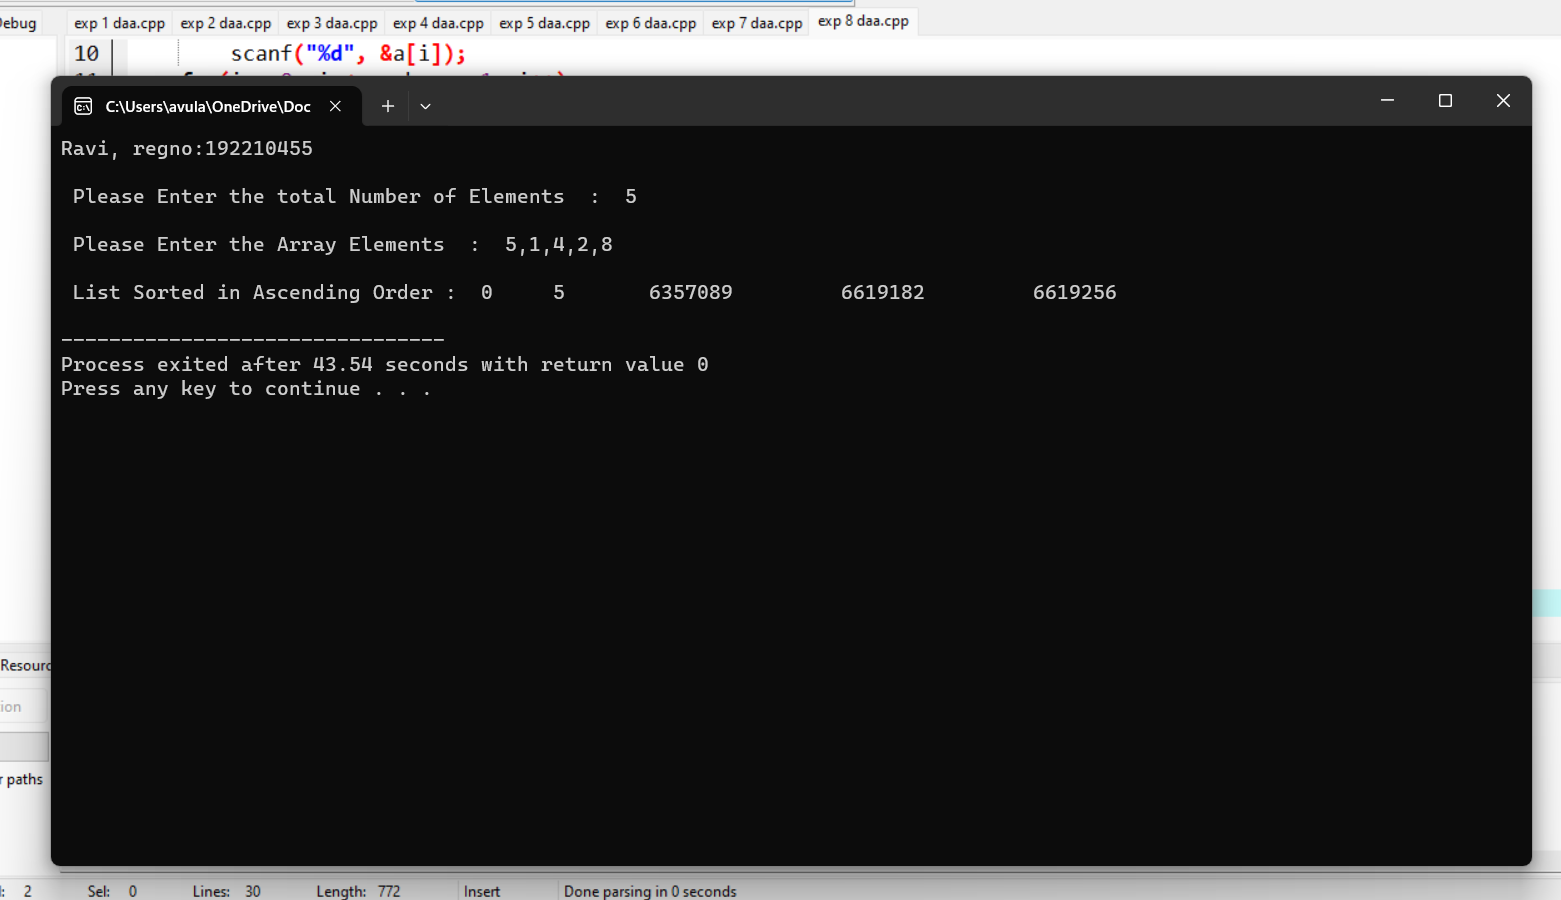 Debug
exp 1 daa.cpp exp 2 daa.cpp exp 3 daa.cpp exp 4 daa.cpp exp 5 daa.cpp exp 6 daa.cpp exp 7 daa.cpp exp 8 daa.cpp
10 scanf("%d", &a[i]);
C:\Users\avula\OneDrive\Doc
Ravi, regno:192210455
Please Enter the total Number of Elements : 5
Please Enter the Array Elements : 5,1,4,2,8
List Sorted in Ascending Order : 0 5 6357089 6619182 6619256
--------------------------------
Process exited after 43.54 seconds with return value 0
Press any key to continue . . .
Resourc
ion
r paths
2 Sel: 0 Lines: 30 Length: 772 Insert Done parsing in 0 seconds